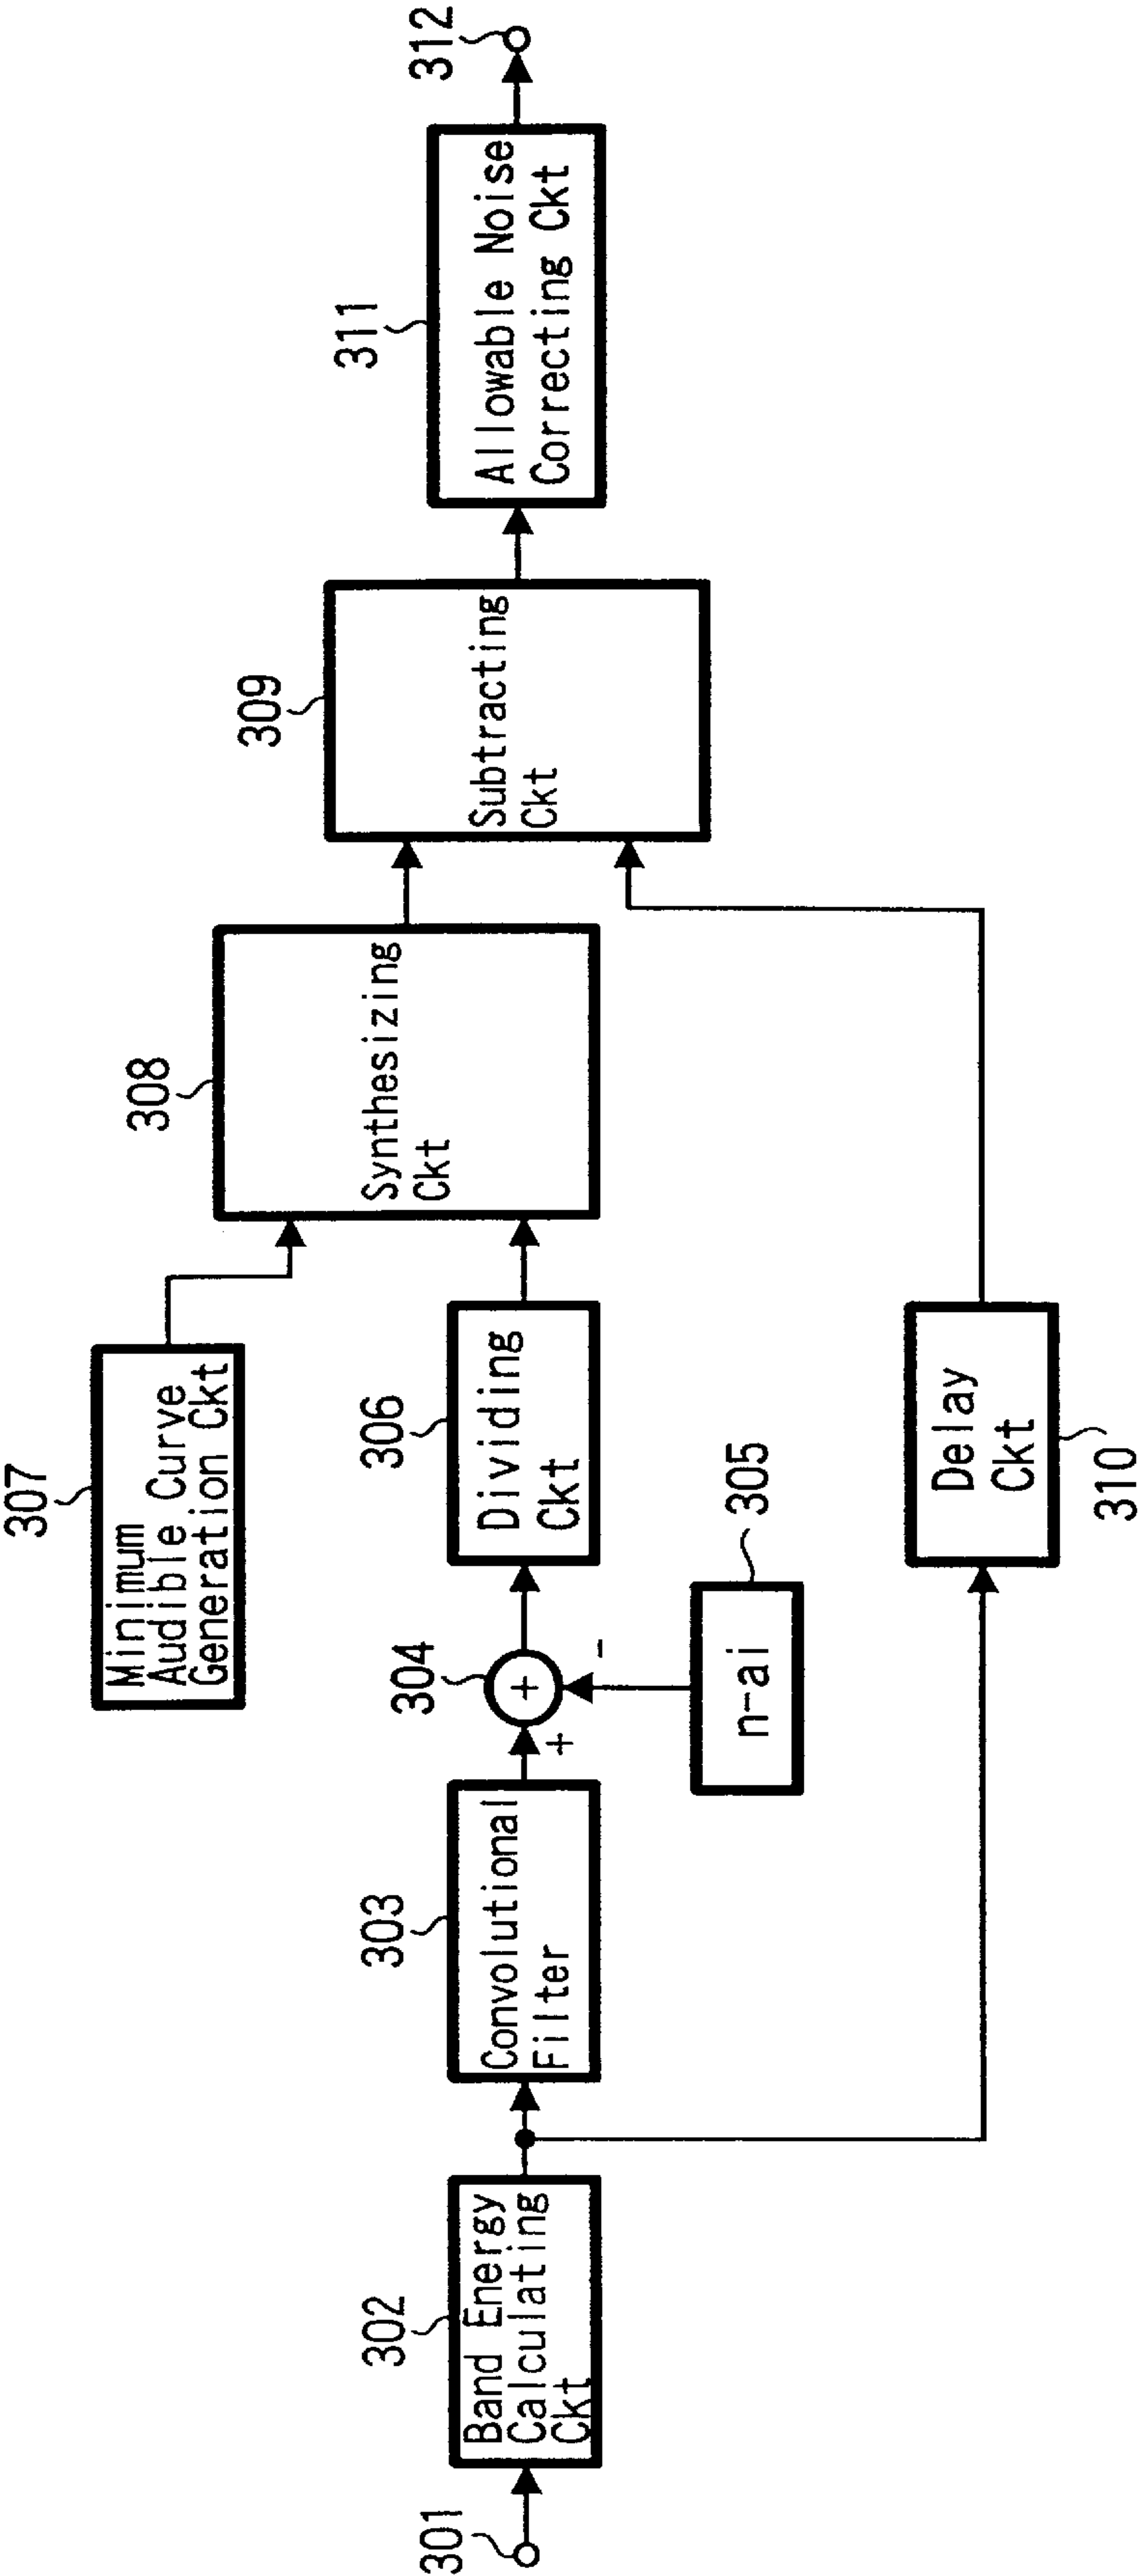 307
Minimum
Audible Curve
Generation Ckt
308
Synthesizing
Ckt
309
Subtracting
Ckt
311
Allowable Noise
Correcting Ckt
312
301
302
Band Energy
Calculating
Ckt
303
Convolutional
Filter
+
304
+
-
306
Dividing
Ckt
305
n-ai
310
Delay
Ckt